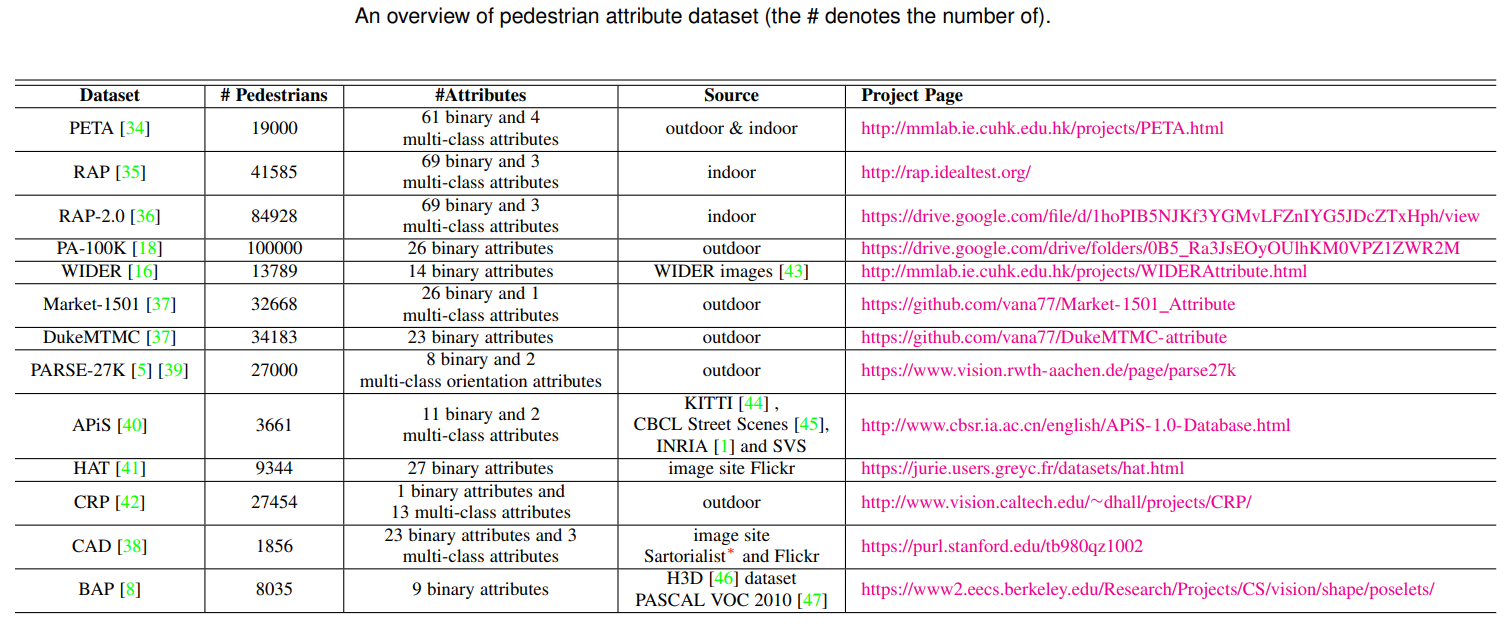 An overview of pedestrian attribute dataset (the # denotes the number of).
Dataset # Pedestrians #Attributes Source Project Page
PETA [34] 19000 61 binary and 4 multi-class attributes outdoor & indoor http://mmlab.ie.cuhk.edu.hk/projects/PETA.html
RAP [35] 41585 69 binary and 3 multi-class attributes indoor http://rap.idealtest.org/
RAP-2.0 [36] 84928 69 binary and 3 multi-class attributes indoor https://drive.google.com/file/d/1hoPIB5NJKf3YGMvLFZnIYG5JDcZTxHph/view
PA-100K [18] 100000 26 binary attributes outdoor https://drive.google.com/drive/folders/0B5_Ra3JsEOyOUlhKM0VPZ1ZWR2M
WIDER [16] 13789 14 binary attributes WIDER images [43] http://mmlab.ie.cuhk.edu.hk/projects/WIDERAttribute.html
Market-1501 [37] 32668 26 binary and 1 multi-class attributes outdoor https://github.com/vana77/Market-1501_Attribute
DukeMTMC [37] 34183 23 binary attributes outdoor https://github.com/vana77/DukeMTMC-attribute
PARSE-27K [5] [39] 27000 8 binary and 2 multi-class orientation attributes outdoor https://www.vision.rwth-aachen.de/page/parse27k
APiS [40] 3661 11 binary and 2 multi-class attributes KITTI [44] , CBCL Street Scenes [45], INRIA [1] and SVS http://www.cbsr.ia.ac.cn/english/APiS-1.0-Database.html
HAT [41] 9344 27 binary attributes image site Flickr https://jurie.users.greyc.fr/datasets/hat.html
CRP [42] 27454 1 binary attributes and 13 multi-class attributes outdoor http://www.vision.caltech.edu/~dhall/projects/CRP/
CAD [38] 1856 23 binary attributes and 3 multi-class attributes image site Sartorialist* and Flickr https://purl.stanford.edu/tb980qz1002
BAP [8] 8035 9 binary attributes H3D [46] dataset PASCAL VOC 2010 [47] https://www2.eecs.berkeley.edu/Research/Projects/CS/vision/shape/poselets/